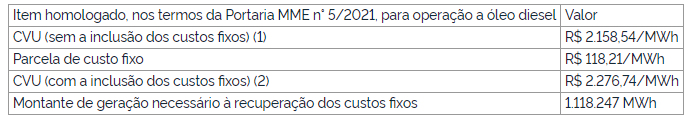 Item homologado, nos termos da Portaria MME n° 5/2021, para operação a óleo diesel Valor
CVU (sem a inclusão dos custos fixos) (1) R$ 2.158,54/MWh
Parcela de custo fixo R$ 118,21/MWh
CVU (com a inclusão dos custos fixos) (2) R$ 2.276,74/MWh
Montante de geração necessário à recuperação dos custos fixos 1.118.247 MWh